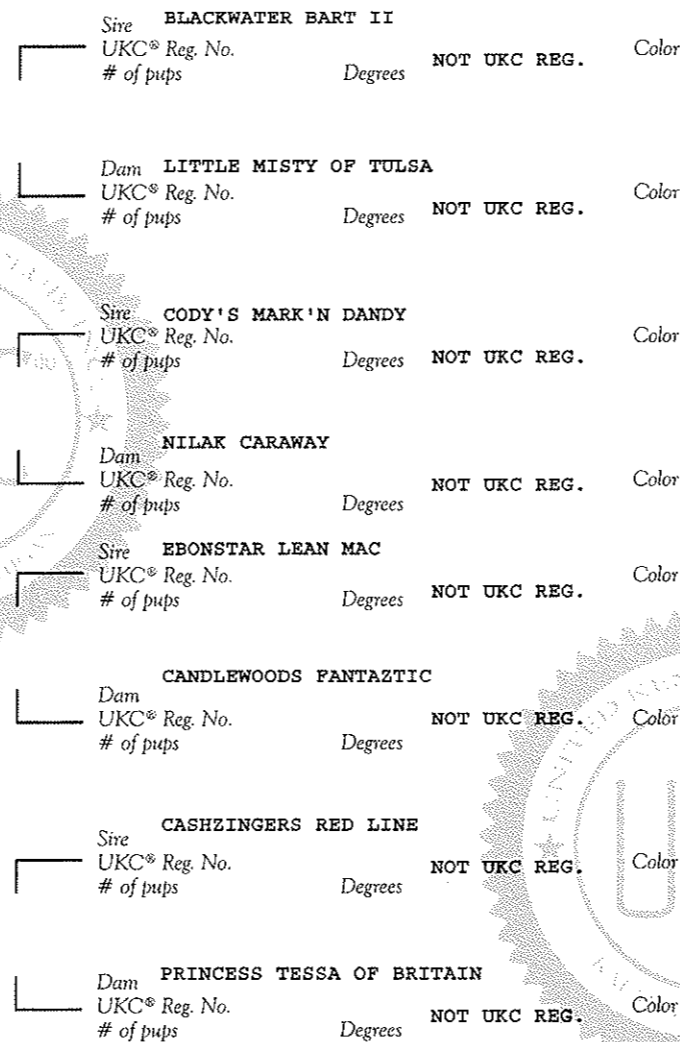 Sire BLACKWATER BART II
UKC® Reg. No. NOT UKC REG. Color
# of pups Degrees
Dam LITTLE MISTY OF TULSA
UKC® Reg. No. Color
# of pups Degrees NOT UKC REG.
Sire CODY'S MARK'N DANDY
UKC® Reg. No. Color
# of pups Degrees NOT UKC REG.
NILAK CARAWAY
Dam
UKC® Reg. No. NOT UKC REG. Color
# of pups Degrees
Sire EBONSTAR LEAN MAC
UKC® Reg. No. Color
# of pups Degrees NOT UKC REG.
CANDLEWOODS FANTAZTIC
Dam
UKC® Reg. No. NOT UKC REG. Color
# of pups Degrees
CASHZINGERS RED LINE
Sire
UKC® Reg. No. NOT UKC REG. Color
# of pups Degrees
Dam PRINCESS TESSA OF BRITAIN
UKC® Reg. No. NOT UKC REG. Color
# of pups Degrees